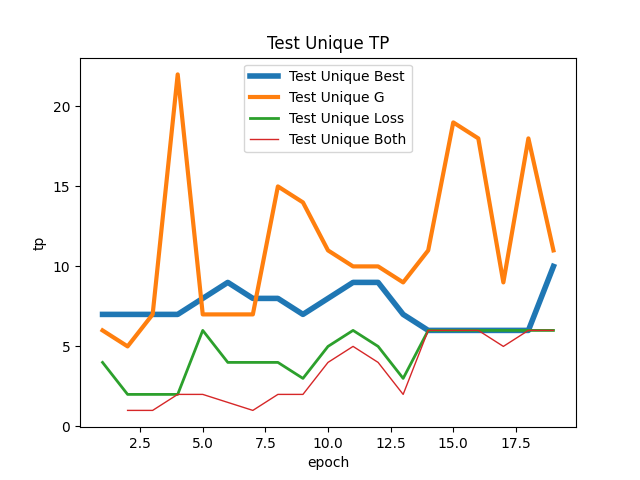 Test Unique TP
Test Unique Best
Test Unique G
Test Unique Loss
Test Unique Both
20
15
10
5
0
tp
2.5 5.0 7.5 10.0 12.5 15.0 17.5
epoch